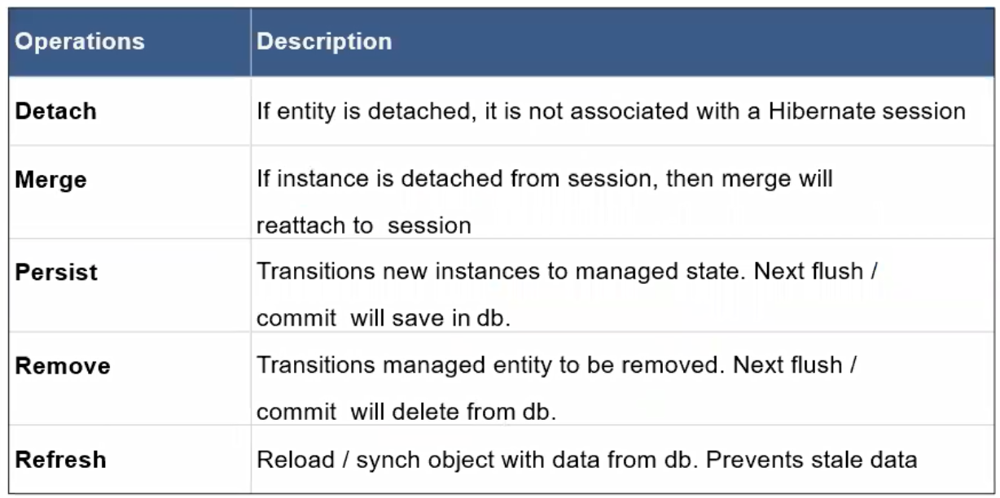 Operations Description
Detach If entity is detached, it is not associated with a Hibernate session
Merge If instance is detached from session, then merge will
reattach to  session
Persist Transitions new instances to managed state. Next flush /
commit  will save in db.
Remove Transitions managed entity to be removed. Next flush /
commit  will delete from db.
Refresh Reload / synch object with data from db. Prevents stale data